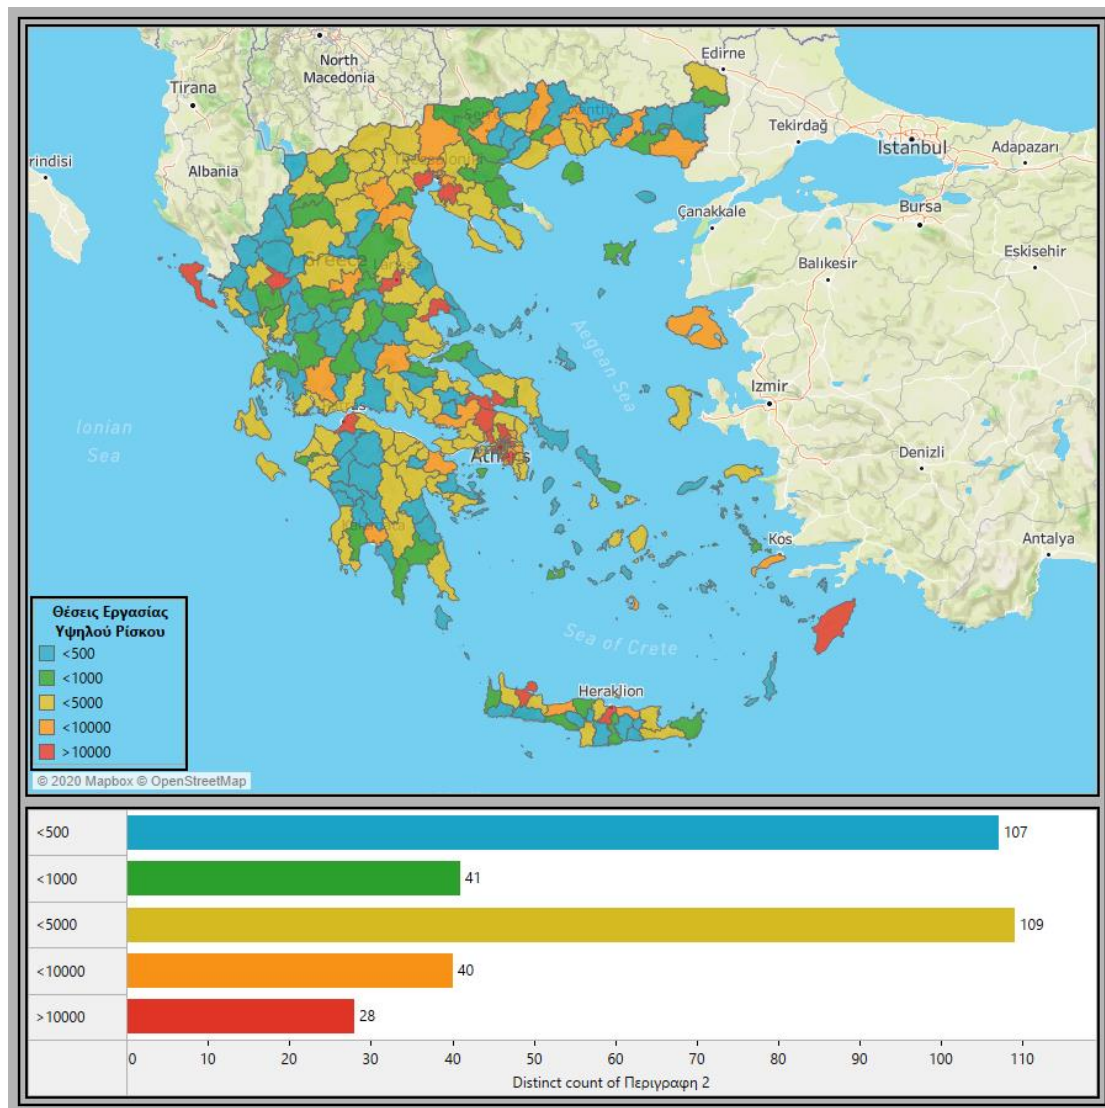 Edirne
North
Macedonia
Tirana
Tekirdağ
Istanbul
Adapazarı
rindisi
Albania
Bursa
Çanakkale
Eskisehir
Balıkesir
Greece
Aegean Sea
Izmir
Ionian
Sea
Athens
Denizli
Kos
Antalya
Θέσεις Εργασίας
Υψηλού Ρίσκου
<500
<1000
<5000
<10000
>10000
Sea of Crete
Heraklion
© 2020 Mapbox © OpenStreetMap
<500 107
<1000 41
<5000 109
<10000 40
>10000 28
0 10 20 30 40 50 60 70 80 90 100 110
Distinct count of Περιγραφη 2